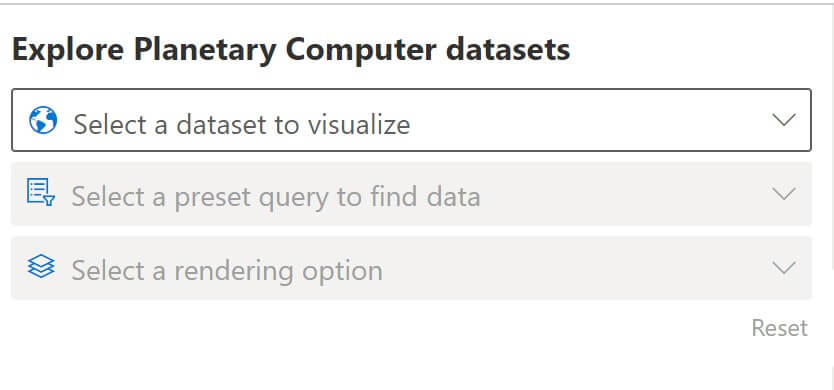 Explore Planetary Computer datasets
Select a dataset to visualize
Select a preset query to find data
Select a rendering option
Reset